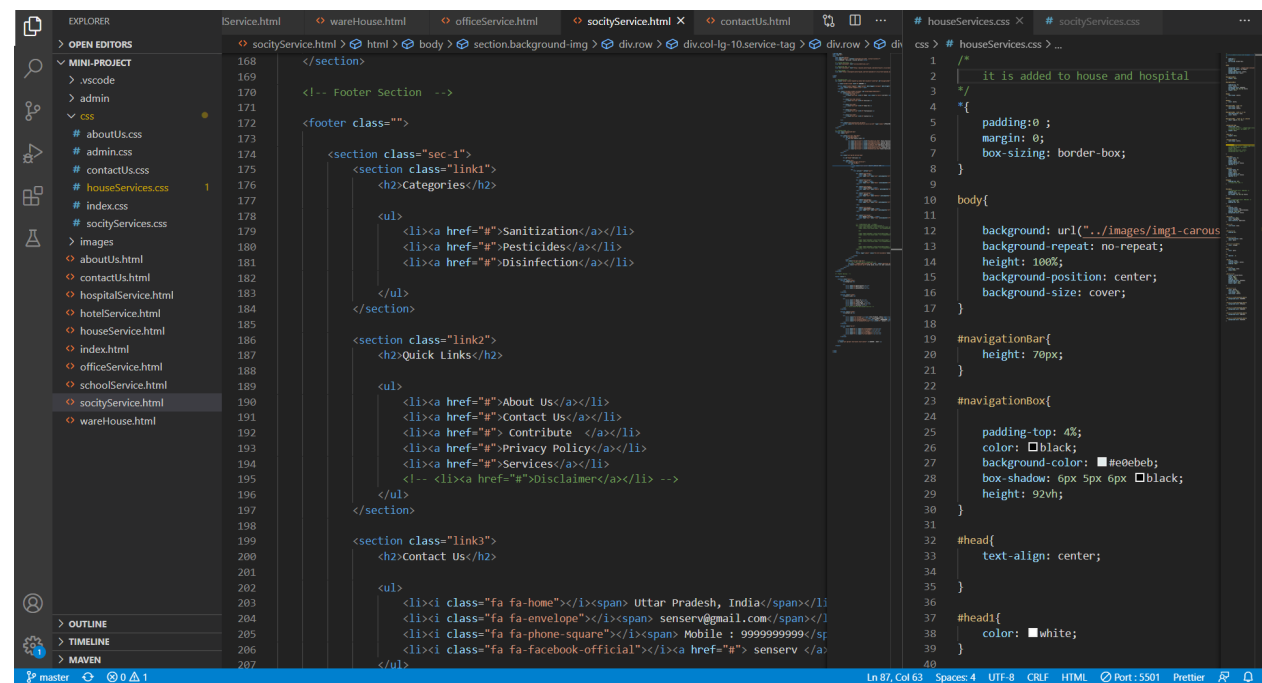 EXPLORER
> OPEN EDITORS
MINI-PROJECT
> .vscode
> admin
css
# aboutUs.css
# admin.css
# contactUs.css
# houseServices.css 1
# index.css
# socityServices.css
> images
<> aboutUs.html
<> contactUs.html
<> hospitalService.html
<> hotelService.html
<> houseService.html
<> index.html
<> officeService.html
<> schoolService.html
<> socityService.html
<> wareHouse.html
> OUTLINE
> TIMELINE
> MAVEN
1
lService.html <> wareHouse.html <> officeService.html <> socityService.html × <> contactUs.html ···
<> socityService.html > html > body > section.background-img > div.row > div.col-lg-10.service-tag > div.row > div
168 </section>
169
170 <!-- Footer Section  -->
171
172 <footer class="">
173
174 <section class="sec-1">
175 <section class="link1">
176 <h2>Categories</h2>
177
178 <ul>
179 <li><a href="#">Sanitization</a></li>
180 <li><a href="#">Pesticides</a></li>
181 <li><a href="#">Disinfection</a></li>
182
183 </ul>
184 </section>
185
186 <section class="link2">
187 <h2>Quick Links</h2>
188
189 <ul>
190 <li><a href="#">About Us</a></li>
191 <li><a href="#">Contact Us</a></li>
192 <li><a href="#"> Contribute  </a></li>
193 <li><a href="#">Privacy Policy</a></li>
194 <li><a href="#">Services</a></li>
195 <!-- <li><a href="#">Disclaimer</a></li> -->
196 </ul>
197 </section>
198
199 <section class="link3">
200 <h2>Contact Us</h2>
201
202 <ul>
203 <li><i class="fa fa-home"></i><span> Uttar Pradesh, India</span></li
204 <li><i class="fa fa-envelope"></i><span> senserv@gmail.com</span></l
205 <li><i class="fa fa-phone-square"></i><span> Mobile : 9999999999</sp
206 <li><i class="fa fa-facebook-official"></i><a href="#"> senserv </a>
207 </ul>
# houseServices.css × # socityServices.css ···
css > # houseServices.css > ...
1 /*
2 it is added to house and hospital
3 */
4 *{
5 padding:0 ;
6 margin: 0;
7 box-sizing: border-box;
8 }
9
10 body{
11
12 background: url("../images/img1-carous
13 background-repeat: no-repeat;
14 height: 100%;
15 background-position: center;
16 background-size: cover;
17 }
18
19 #navigationBar{
20 height: 70px;
21 }
22
23 #navigationBox{
24
25 padding-top: 4%;
26 color: black;
27 background-color: #e0ebeb;
28 box-shadow: 6px 5px 6px black;
29 height: 92vh;
30 }
31
32 #head{
33 text-align: center;
34
35 }
36
37 #head1{
38 color: white;
39 }
40
master 0 1 Ln 87, Col 63 Spaces: 4 UTF-8 CRLF HTML Port : 5501 Prettier